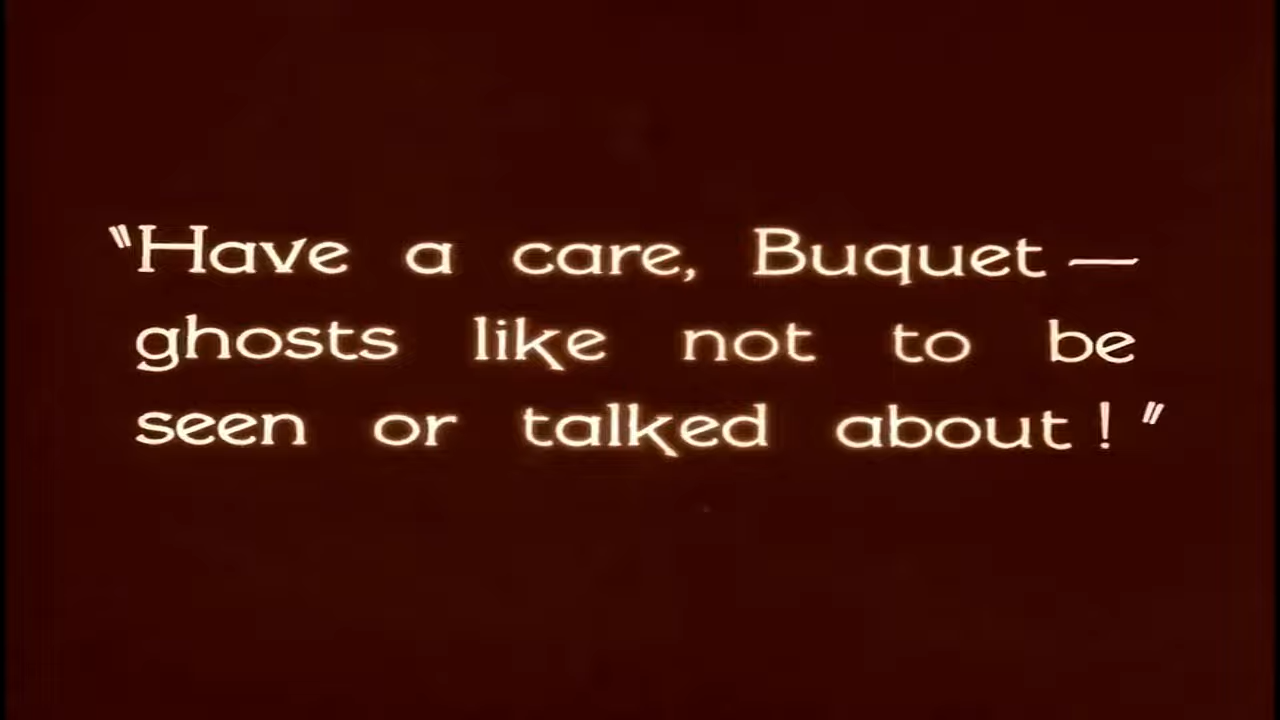 "Have a care, Buquet —
ghosts like not to be
seen or talked about!"